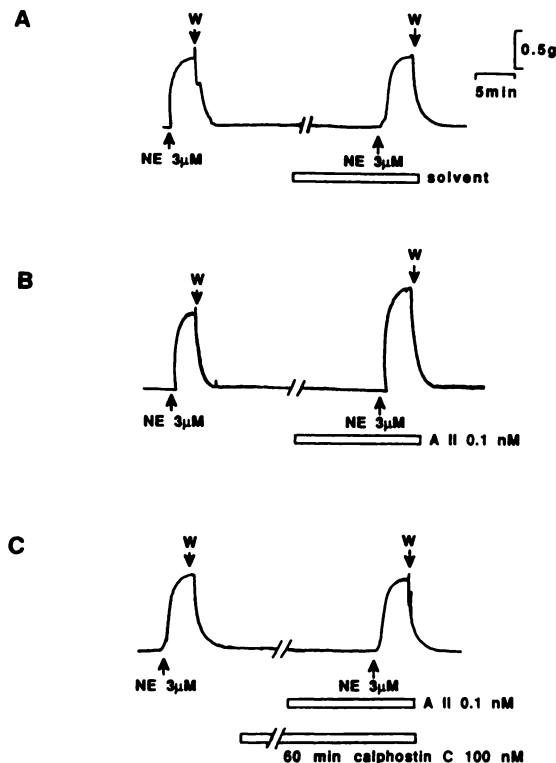 A
W
W
0.5g
5min
NE 3μM
NE 3μM
solvent
B
W
W
NE 3μM
NE 3μM
A II 0.1 nM
C
W
W
NE 3μM
NE 3μM
A II 0.1 nM
60 min calphostin C 100 nM